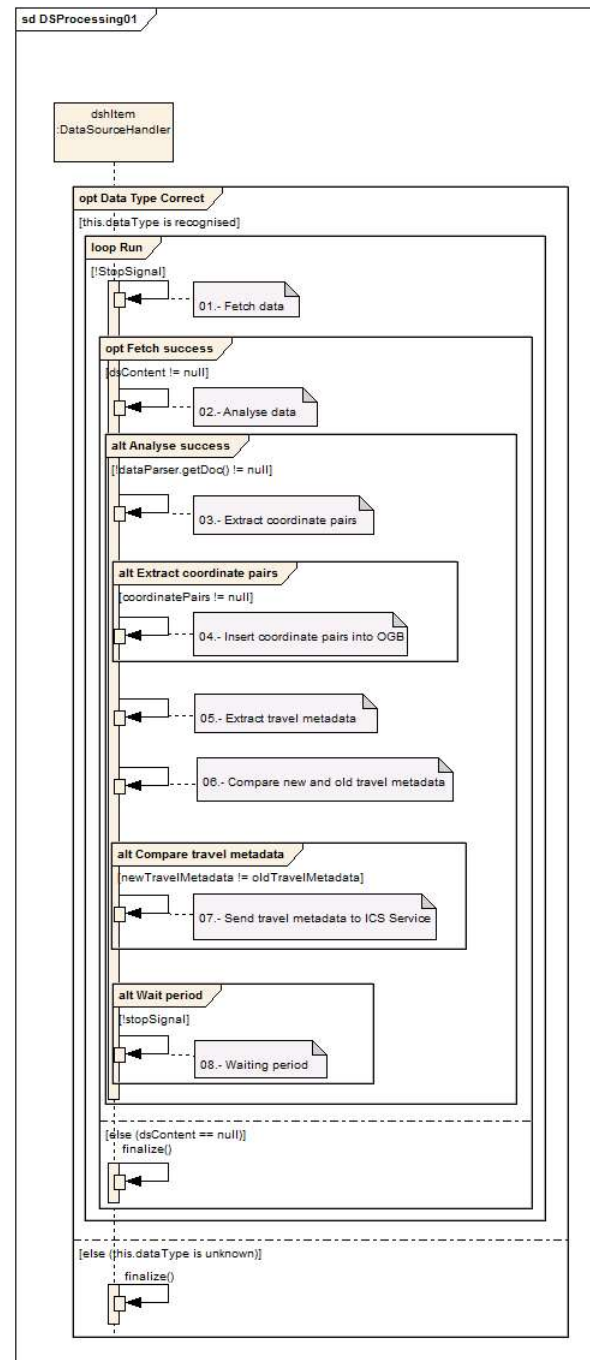 sd DSProcessing01
dshItem
:DataSourceHandler
opt Data Type Correct
[this.dataType is recognised]
loop Run
[!StopSignal]
01.- Fetch data
opt Fetch success
[dsContent != null]
02.- Analyse data
alt Analyse success
[!dataParser.getDoc() != null]
03.- Extract coordinate pairs
alt Extract coordinate pairs
[coordinatePairs != null]
04.- Insert coordinate pairs into OGB
05.- Extract travel metadata
06.- Compare new and old travel metadata
alt Compare travel metadata
[newTravelMetadata != oldTravelMetadata]
07.- Send travel metadata to ICS Service
alt Wait period
[!stopSignal]
08.- Waiting period
[else (dsContent == null)]
finalize()
[else (this.dataType is unknown)]
finalize()